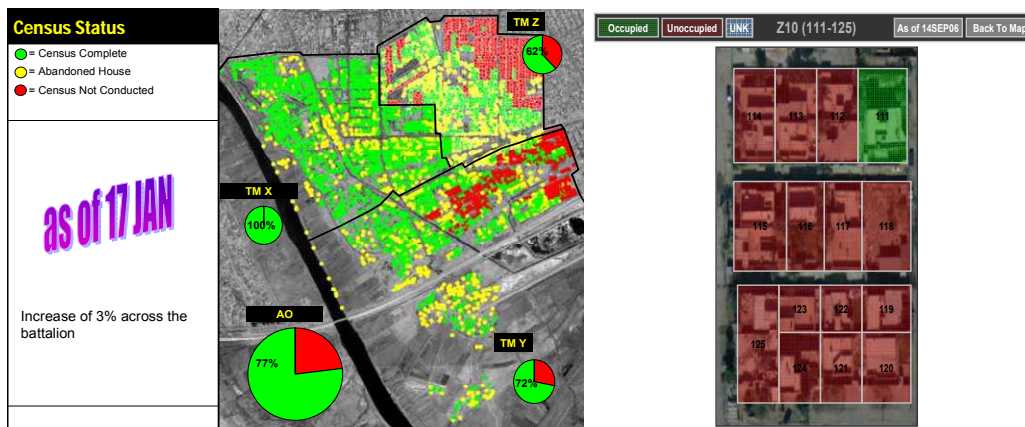 Census Status
= Census Complete
= Abandoned House
= Census Not Conducted
as of 17 JAN
Increase of 3% across the
battalion
TM Z
62%
TM X
100%
AO
77%
TM Y
72%
Occupied
Unoccupied
UNK
Z10 (111-125)
As of 14SEP06
Back To Map
114
113
112
111
115
116
117
118
123
122
119
125
124
121
120